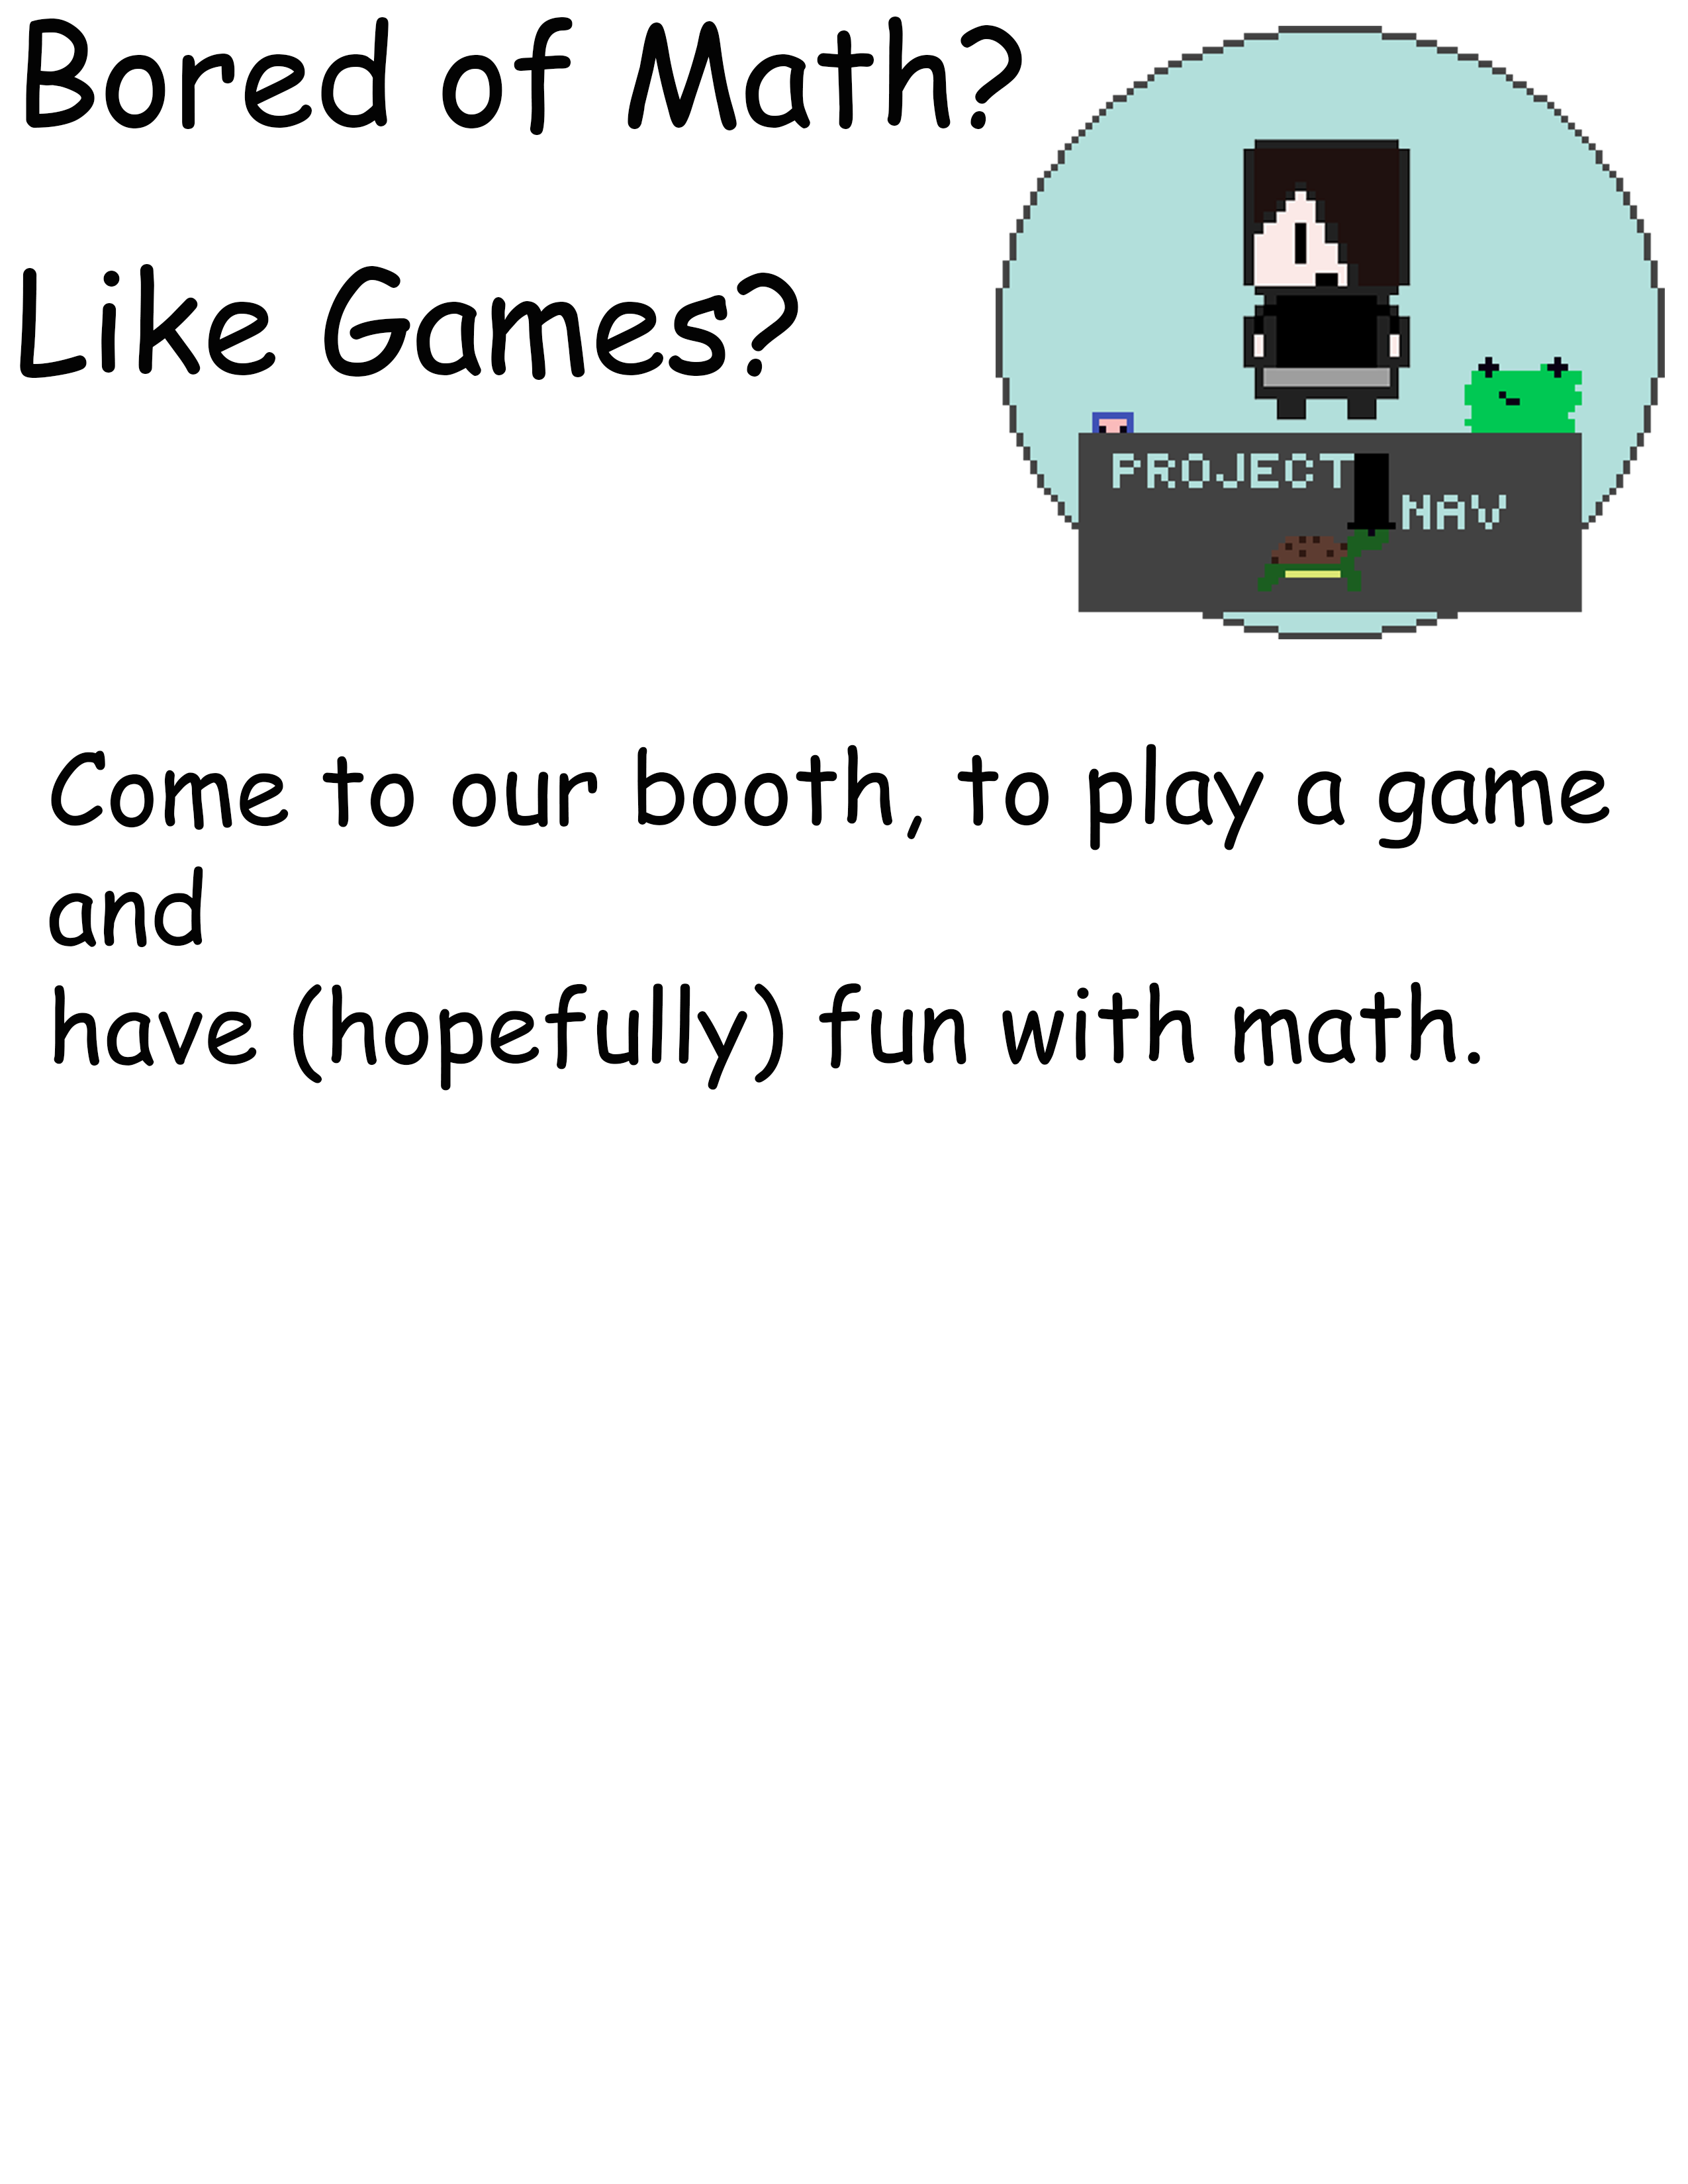 Bored of Math?
Like Games?
PROJECT
NAV
Come to our booth, to play a game
and
have (hopefully) fun with math.